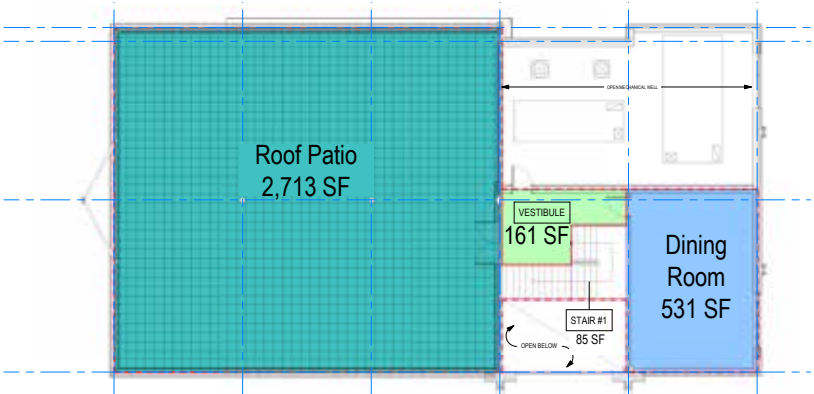 OPEN MECHANICAL WELL
Roof Patio
2,713 SF
VESTIBULE
161 SF
Dining
Room
531 SF
STAIR #1
85 SF
OPEN BELOW